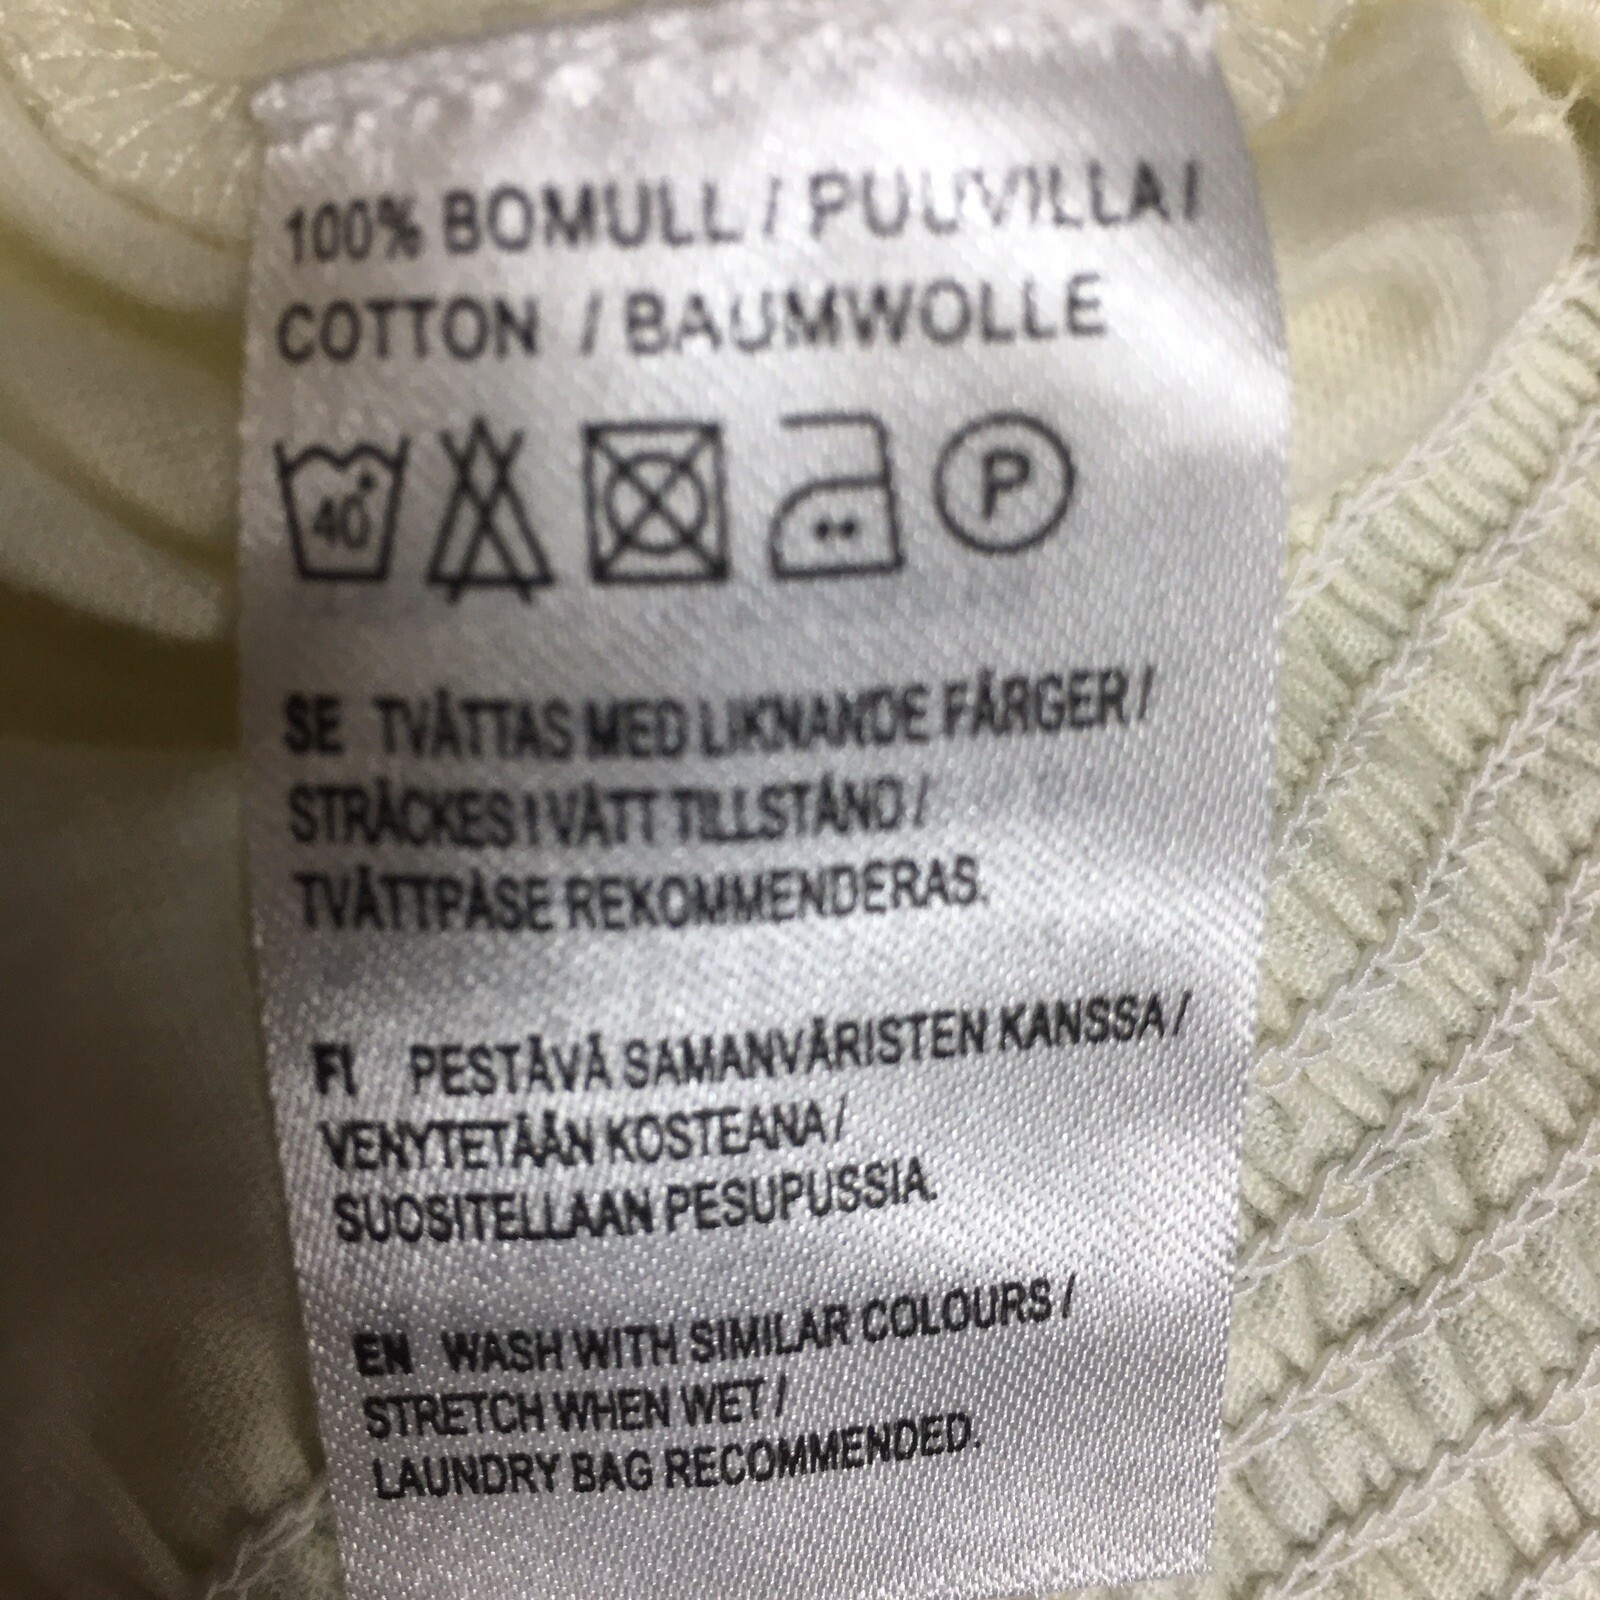 100% BOMULL / PUUVILLA /
COTTON / BAUMWOLLE
40° P
SE TVÄTTAS MED LIKNANDE FÄRGER /
STRÄCKES I VÅTT TILLSTÅND /
TVÄTTPÅSE REKOMMENDERAS.
FI PESTÄVÄ SAMANVÄRISTEN KANSSA /
VENYTETÄÄN KOSTEANA /
SUOSITELLAAN PESUPUSSIA.
EN WASH WITH SIMILAR COLOURS /
STRETCH WHEN WET /
LAUNDRY BAG RECOMMENDED.